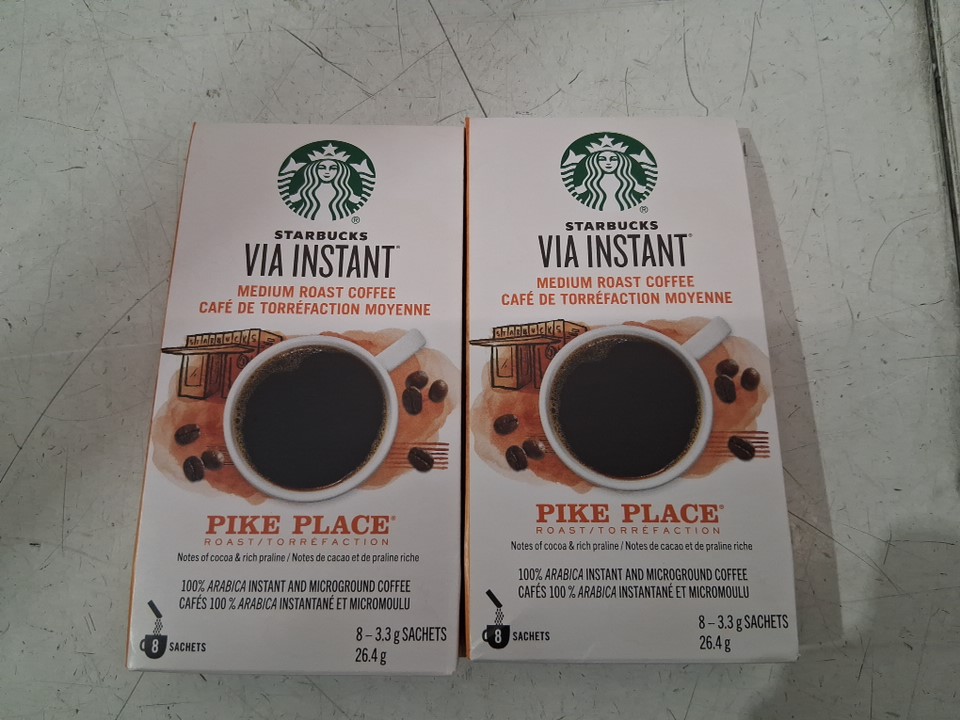 STARBUCKS
VIA INSTANT
MEDIUM ROAST COFFEE
CAFÉ DE TORRÉFACTION MOYENNE
STARBUCKS
PIKE PLACE®
ROAST/TORRÉFACTION
Notes of cocoa & rich praline / Notes de cacao et de praline riche
100% ARABICA INSTANT AND MICROGROUND COFFEE
CAFÉS 100 % ARABICA INSTANTANÉ ET MICROMOULU
8 SACHETS
8 – 3.3 g SACHETS
26.4 g
STARBUCKS
VIA INSTANT
MEDIUM ROAST COFFEE
CAFÉ DE TORRÉFACTION MOYENNE
STARBUCKS
PIKE PLACE®
ROAST/TORRÉFACTION
Notes of cocoa & rich praline / Notes de cacao et de praline riche
100% ARABICA INSTANT AND MICROGROUND COFFEE
CAFÉS 100 % ARABICA INSTANTANÉ ET MICROMOULU
8 SACHETS
8 – 3.3 g SACHETS
26.4 g